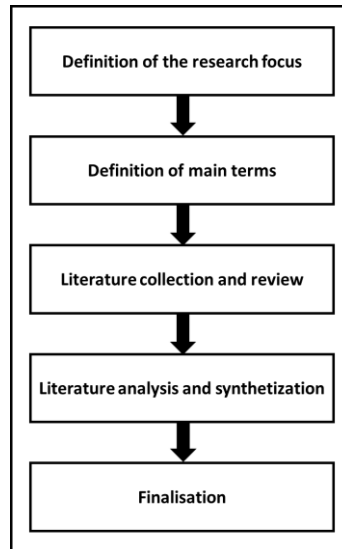 Definition of the research focus
Definition of main terms
Literature collection and review
Literature analysis and synthetization
Finalisation